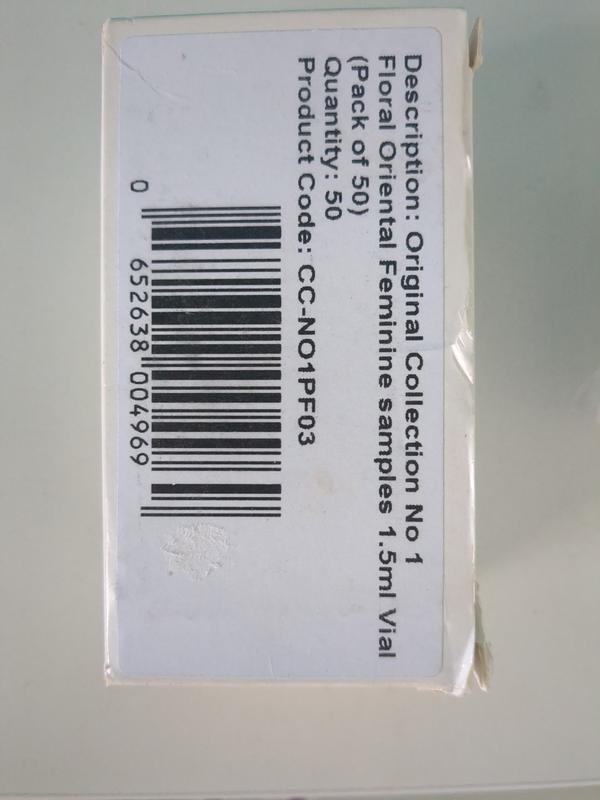 Description: Original Collection No 1
Floral Oriental Feminine samples 1.5ml Vial
(Pack of 50)
Quantity: 50
Product Code: CC-NO1PF03
0 652638 004969